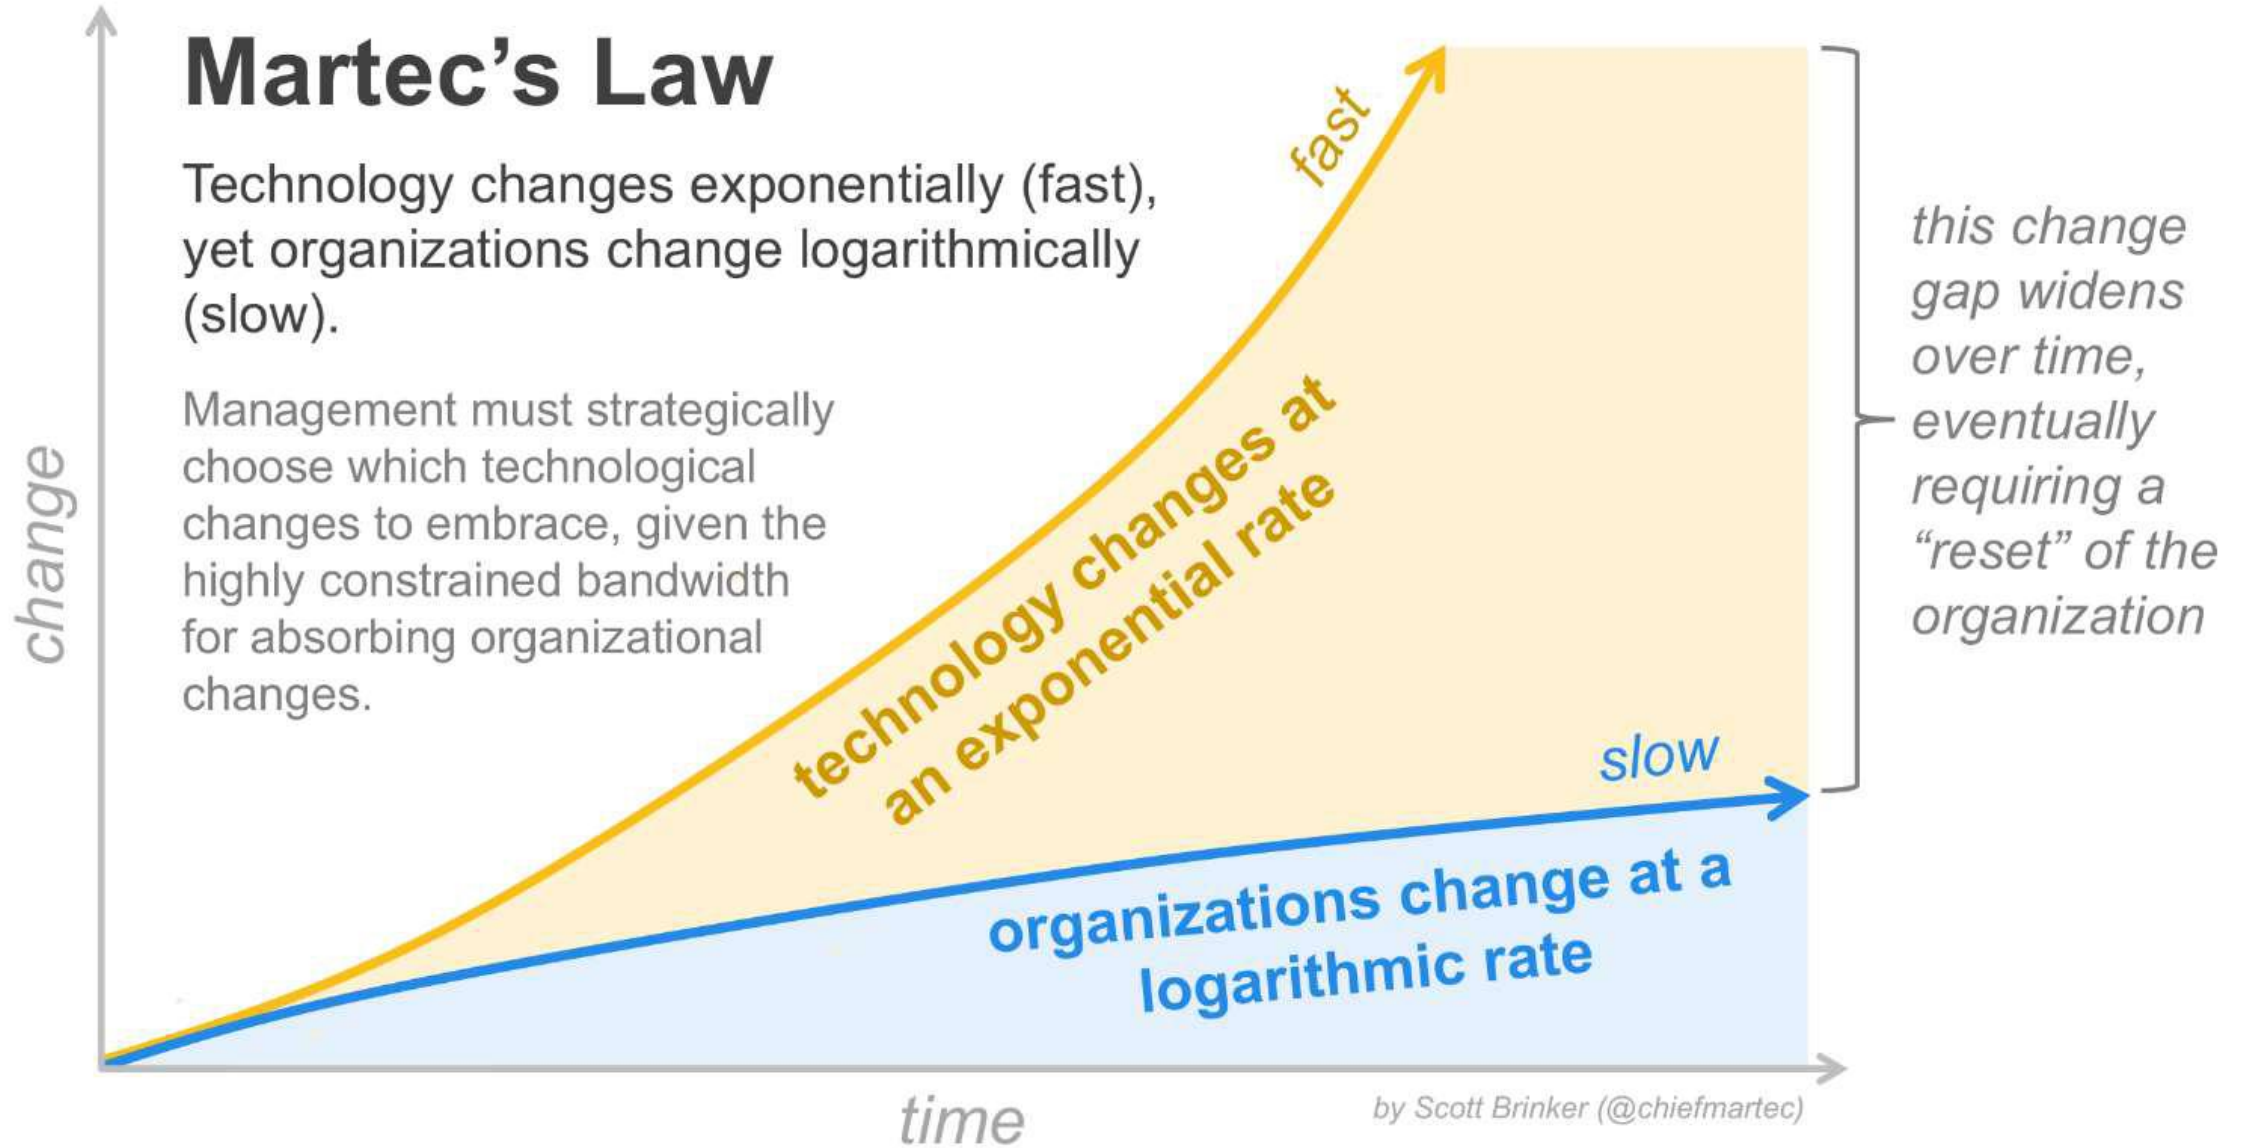 Martec’s Law
Technology changes exponentially (fast),
yet organizations change logarithmically
(slow).
Management must strategically
choose which technological
changes to embrace, given the
highly constrained bandwidth
for absorbing organizational
changes.
change
fast
technology changes at
an exponential rate
slow
organizations change at a
logarithmic rate
this change
gap widens
over time,
eventually
requiring a
“reset” of the
organization
time
by Scott Brinker (@chiefmartec)